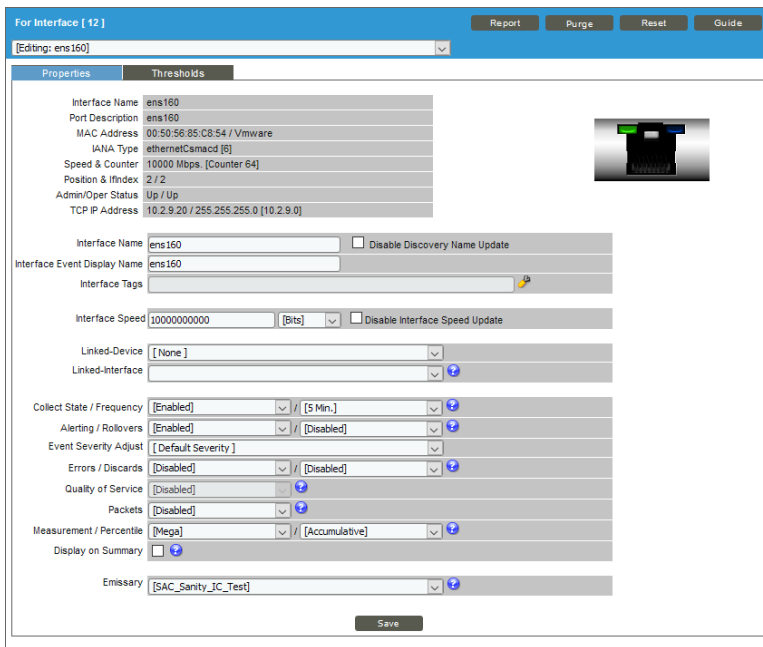 For Interface [ 12 ] Report Purge Reset Guide
[Editing: ens160]
Properties Thresholds
Interface Name ens160
Port Description ens160
MAC Address 00:50:56:85:C8:54 / Vmware
IANA Type ethernetCsmacd [6]
Speed & Counter 10000 Mbps. [Counter 64]
Position & IfIndex 2 / 2
Admin/Oper Status Up / Up
TCP IP Address 10.2.9.20 / 255.255.255.0 [10.2.9.0]
Interface Name ens160 Disable Discovery Name Update
Interface Event Display Name ens160
Interface Tags
Interface Speed 10000000000 [Bits] Disable Interface Speed Update
Linked-Device [ None ]
Linked-Interface
Collect State / Frequency [Enabled] / [5 Min.]
Alerting / Rollovers [Enabled] / [Disabled]
Event Severity Adjust [ Default Severity ]
Errors / Discards [Disabled] / [Disabled]
Quality of Service [Disabled]
Packets [Disabled]
Measurement / Percentile [Mega] / [Accumulative]
Display on Summary
Emissary [SAC_Sanity_IC_Test]
Save